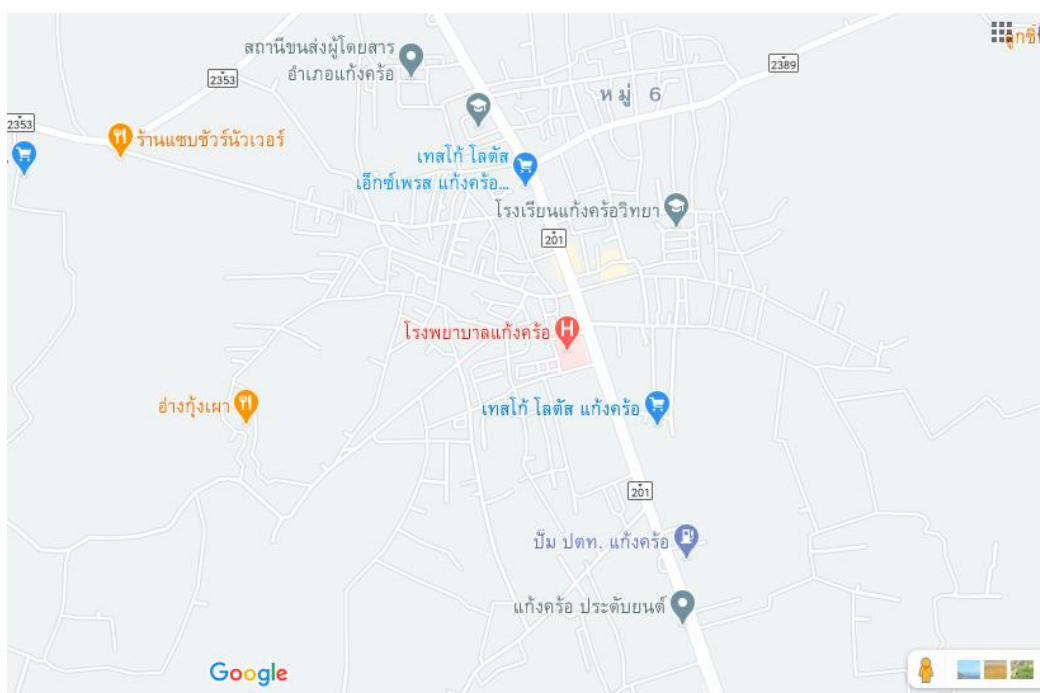 สถานีขนส่งผู้โดยสาร
อำเภอแก้งคร้อ
2353
2389
หมู่ 6
2353
ร้านแซบชัวร์นัวเวอร์
เทสโก้ โลตัส
เอ็กซ์เพรส แก้งคร้อ...
โรงเรียนแก้งคร้อวิทยา
201
โรงพยาบาลแก้งคร้อ
H
อ่างกุ้งเผา
เทสโก้ โลตัส แก้งคร้อ
201
ปั๊ม ปตท. แก้งคร้อ
แก้งคร้อ ประดับยนต์
Google